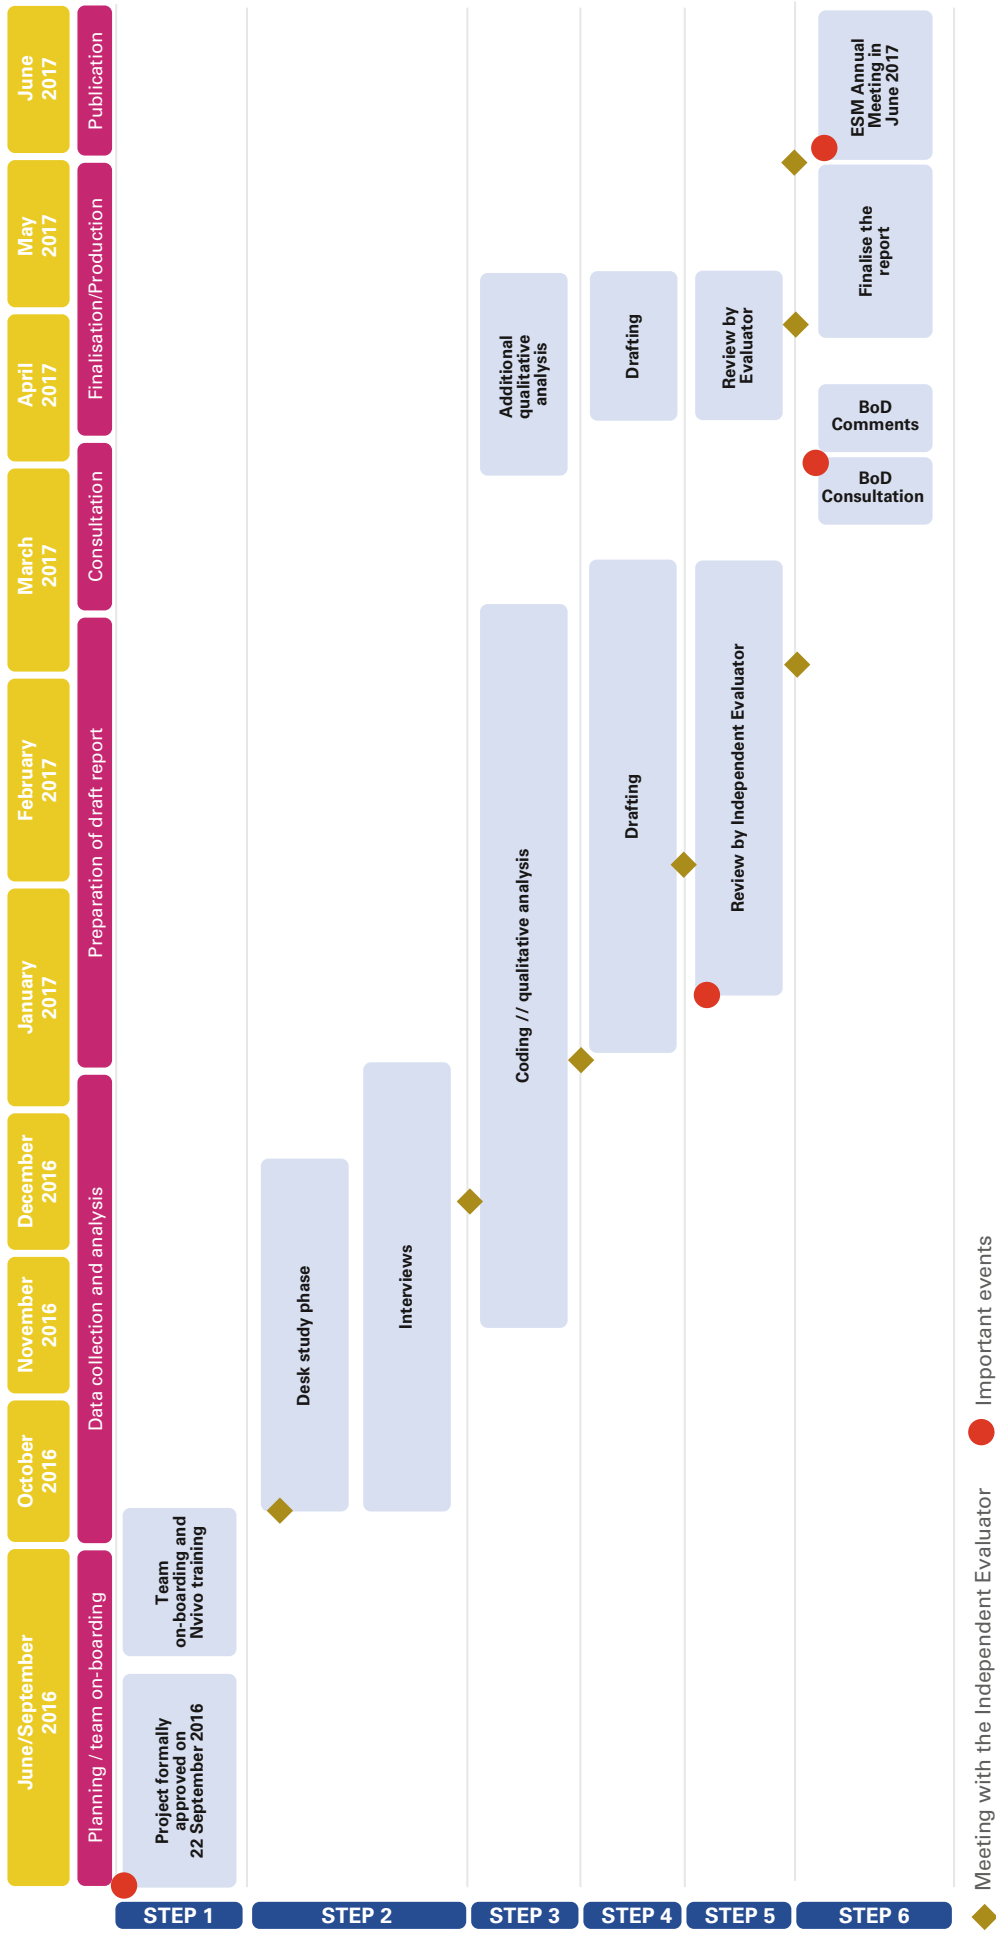 June/September
2016
October
2016
November
2016
December
2016
January
2017
February
2017
March
2017
April
2017
May
2017
June
2017
Planning / team on-boarding
Data collection and analysis
Preparation of draft report
Consultation
Finalisation/Production
Publication
STEP 1
Project formally
approved on
22 September 2016
Team
on-boarding and
Nvivo training
STEP 2
Desk study phase
Interviews
STEP 3
Coding // qualitative analysis
Additional
qualitative
analysis
STEP 4
Drafting
Drafting
STEP 5
Review by Independent Evaluator
Review by
Evaluator
STEP 6
BoD
Consultation
BoD
Comments
Finalise the
report
ESM Annual
Meeting in
June 2017
Meeting with the Independent Evaluator
Important events